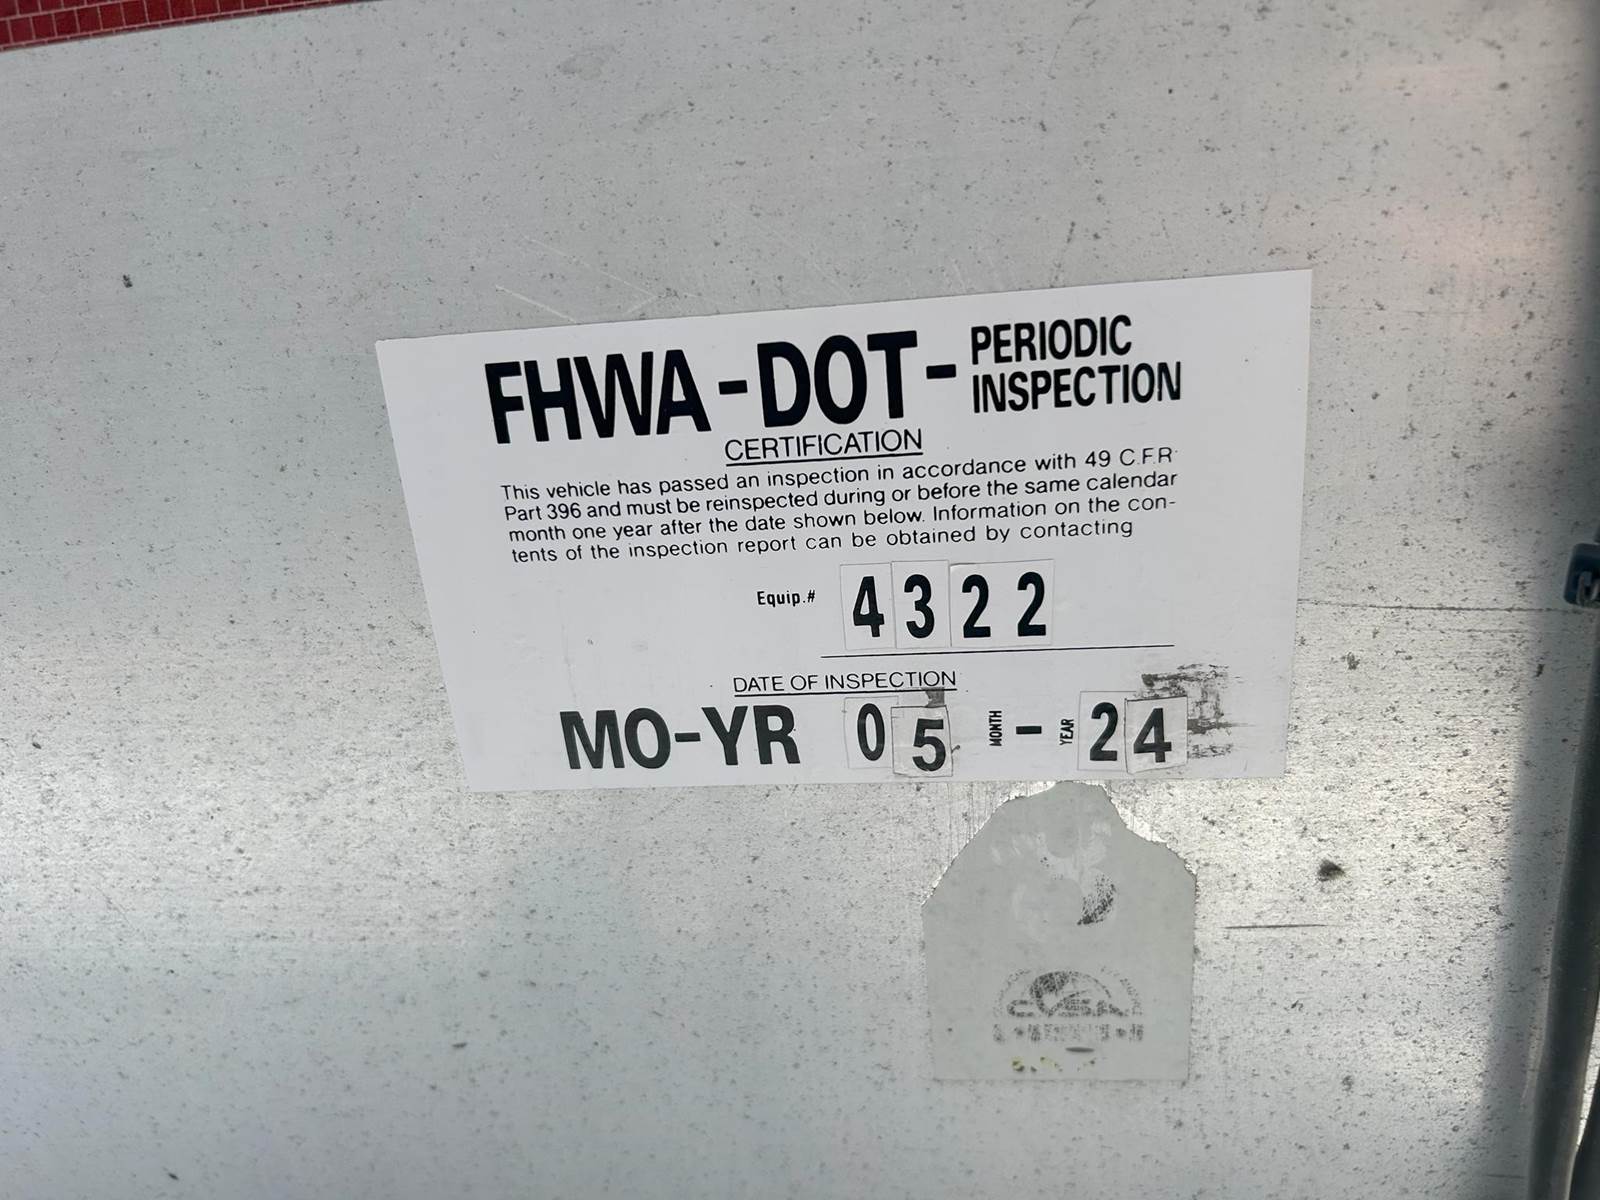 FHWA-DOT-PERIODIC INSPECTION
CERTIFICATION
This vehicle has passed an inspection in accordance with 49 C.F.R.
Part 396 and must be reinspected during or before the same calendar
month one year after the date shown below. Information on the con-
tents of the inspection report can be obtained by contacting
Equip.# 4322
DATE OF INSPECTION
MO-YR 05 MONTH - YEAR 24
CVSA